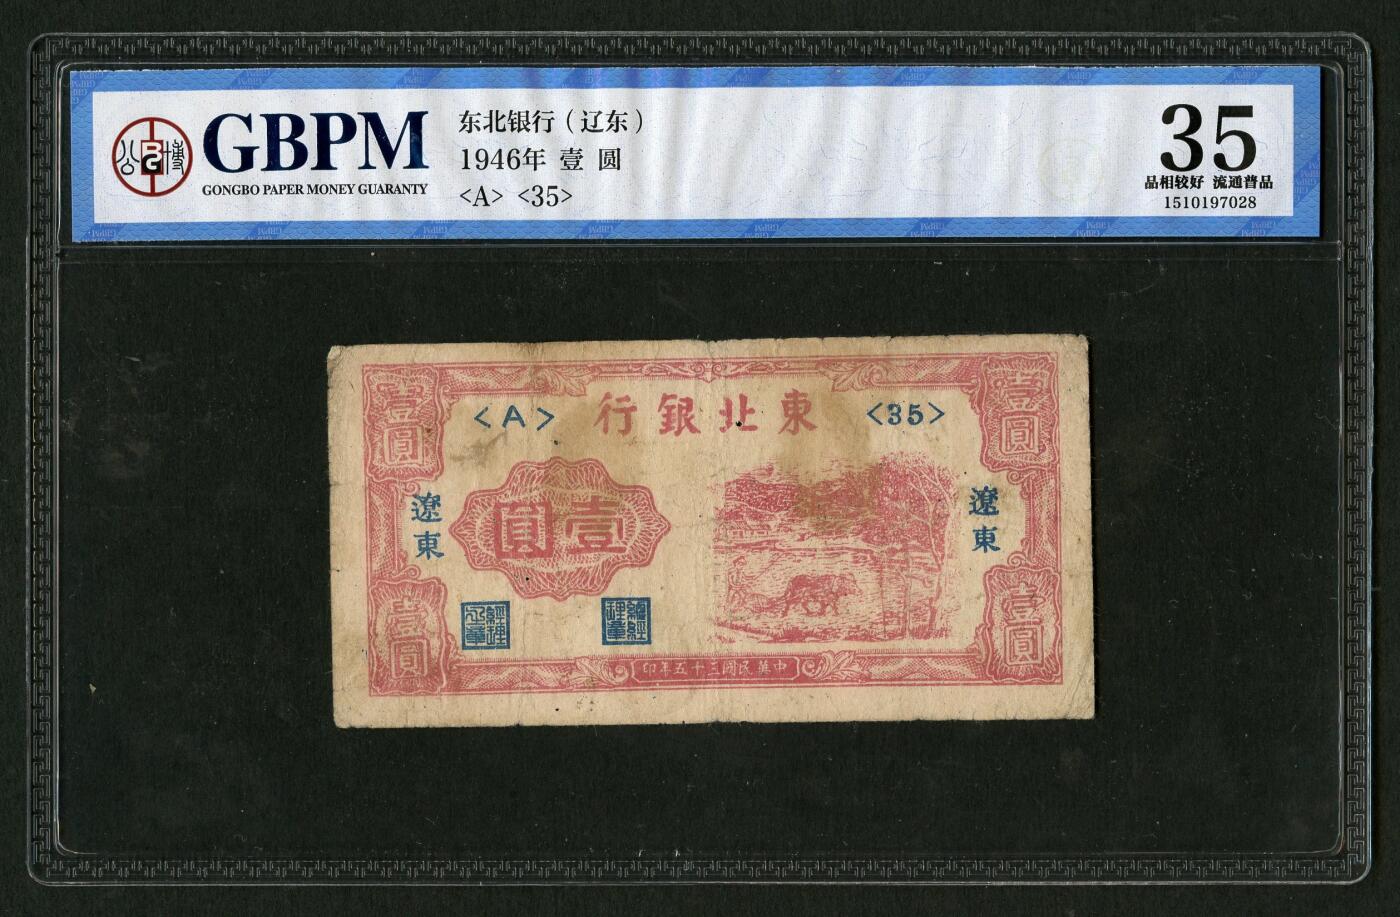 GBPM
GONGBO PAPER MONEY GUARANTY
东北银行（辽东）
1946年 壹 圆
<A> <35>
35
品相较好 流通普品
1510197028
<A> 行銀北東 <35>
壹圓
壹圓
遼東
圓壹
遼東
壹圓
壹圓
印年五十三國民華中